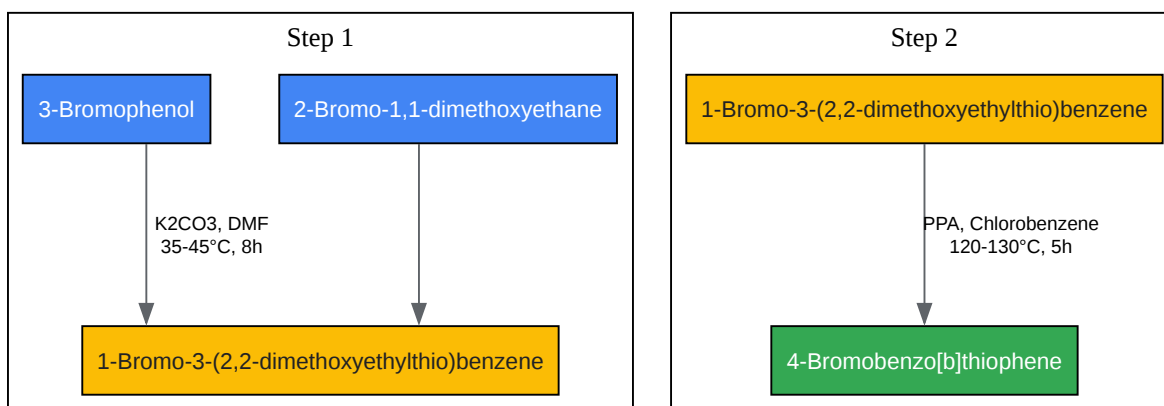 Step 1
3-Bromophenol
2-Bromo-1,1-dimethoxyethane
K2CO3, DMF
35-45°C, 8h
1-Bromo-3-(2,2-dimethoxyethylthio)benzene
Step 2
1-Bromo-3-(2,2-dimethoxyethylthio)benzene
PPA, Chlorobenzene
120-130°C, 5h
4-Bromobenzo[b]thiophene